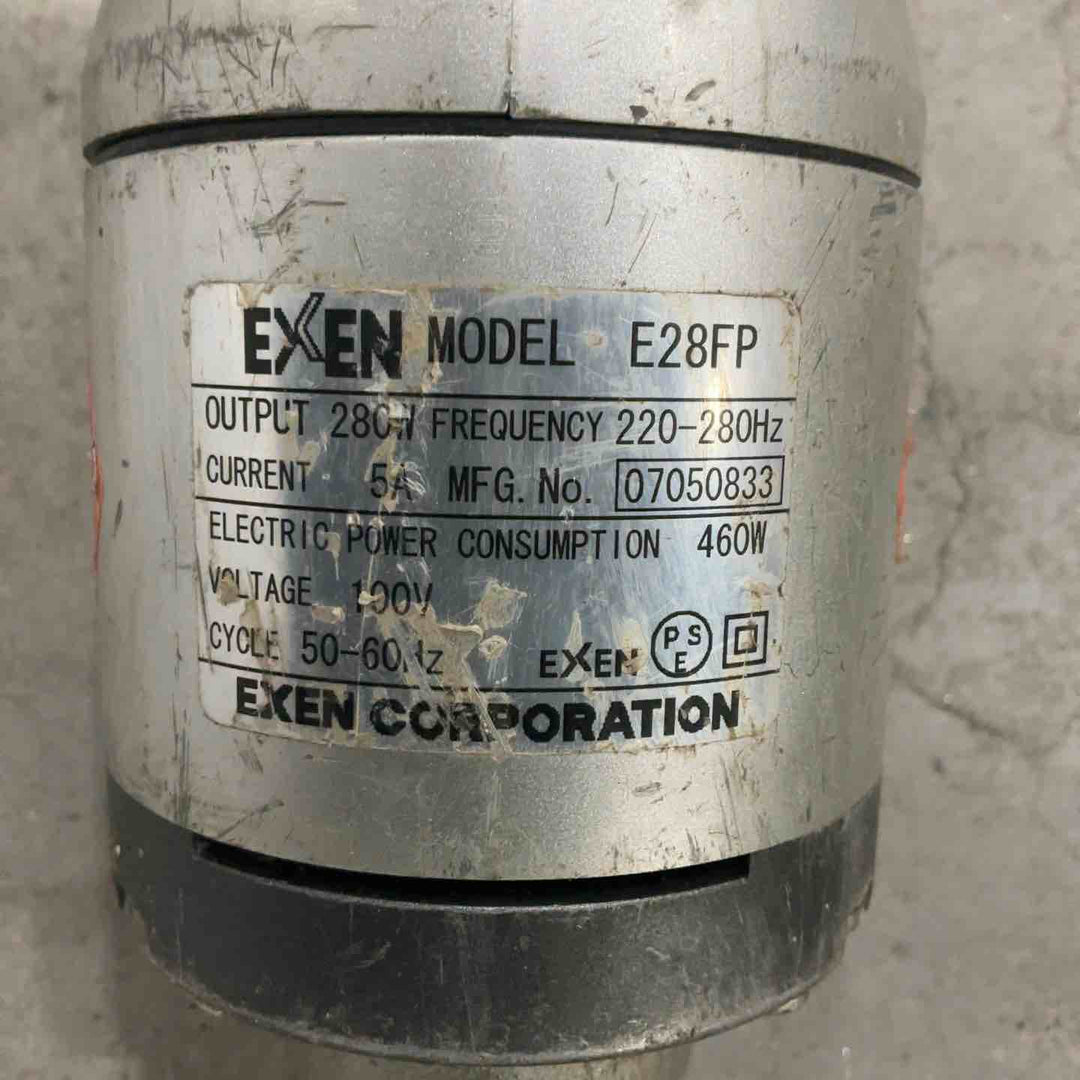 EXEN MODEL E28FP
OUTPUT 280W FREQUENCY 220-280Hz
CURRENT 5A MFG. No. 07050833
ELECTRIC POWER CONSUMPTION 460W
VOLTAGE 100V
CYCLE 50-60Hz EXEN PSE
EXEN CORPORATION